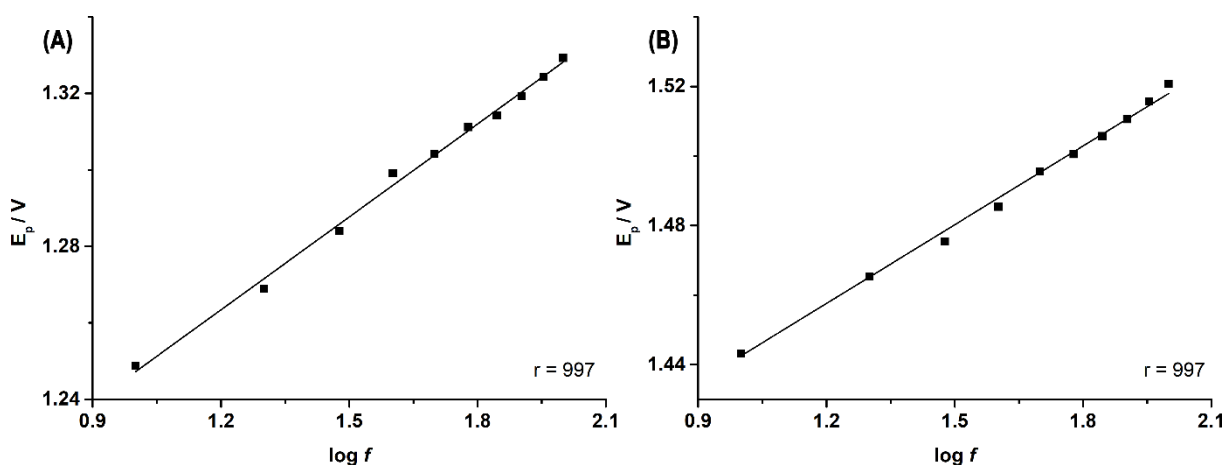 (A)
E_p / V
1.32
1.28
1.24
0.9 1.2 1.5 1.8 2.1
log f
r = 997
(B)
E_p / V
1.52
1.48
1.44
0.9 1.2 1.5 1.8 2.1
log f
r = 997